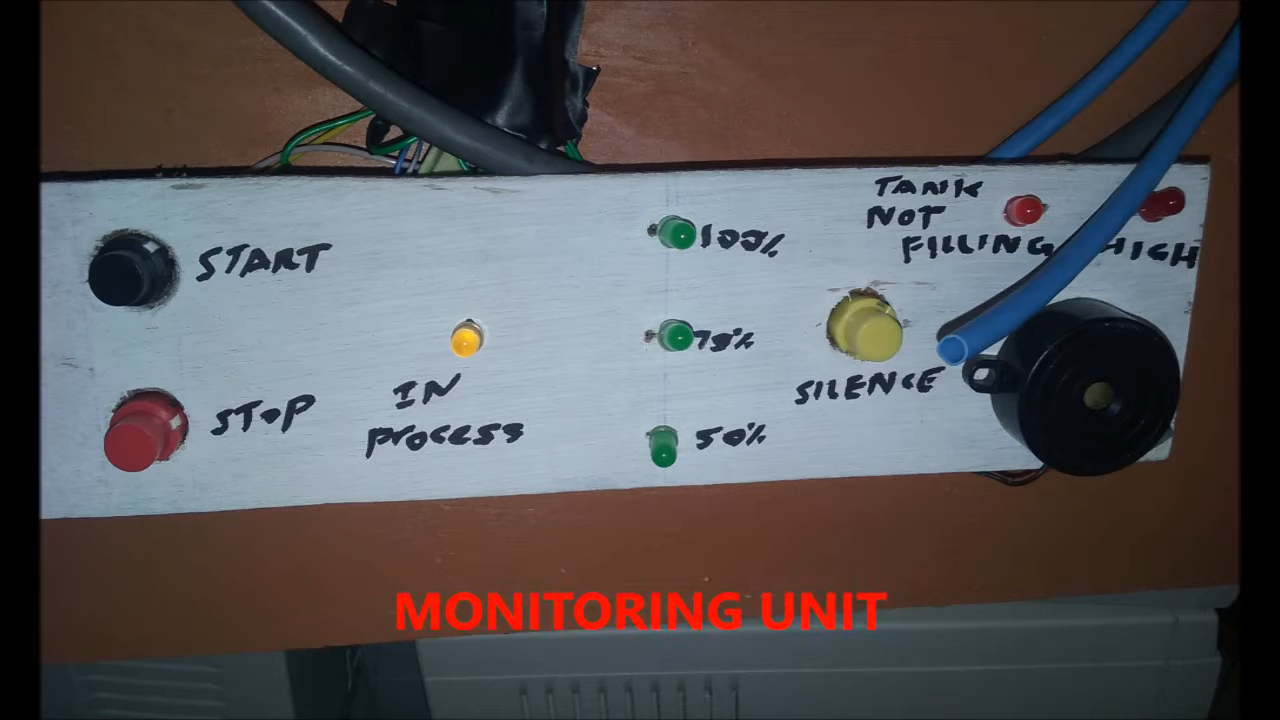 START
STOP
IN
PROCESS
100%
75%
50%
SILENCE
TANK
NOT
FILLING
HIGH
MONITORING UNIT